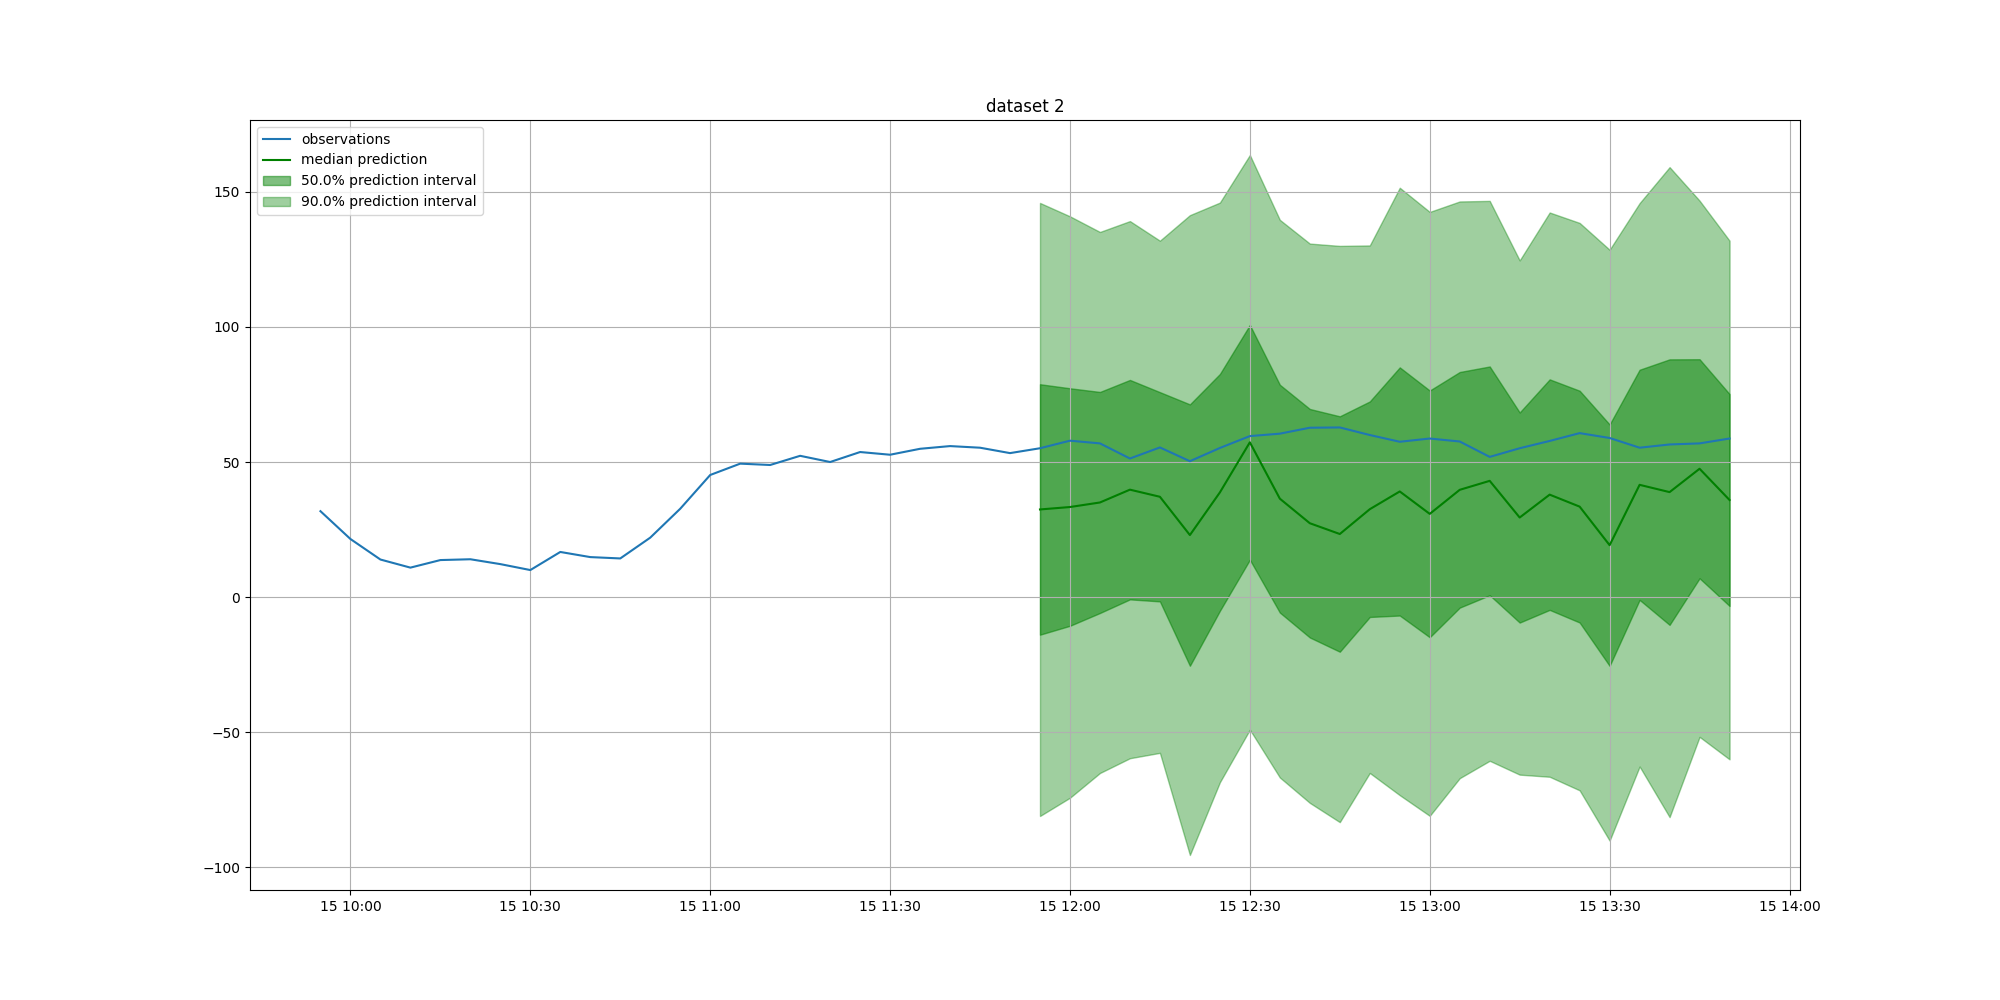 dataset 2
observations
median prediction
50.0% prediction interval
90.0% prediction interval
150
100
50
0
−50
−100
15 10:00 15 10:30 15 11:00 15 11:30 15 12:00 15 12:30 15 13:00 15 13:30 15 14:00